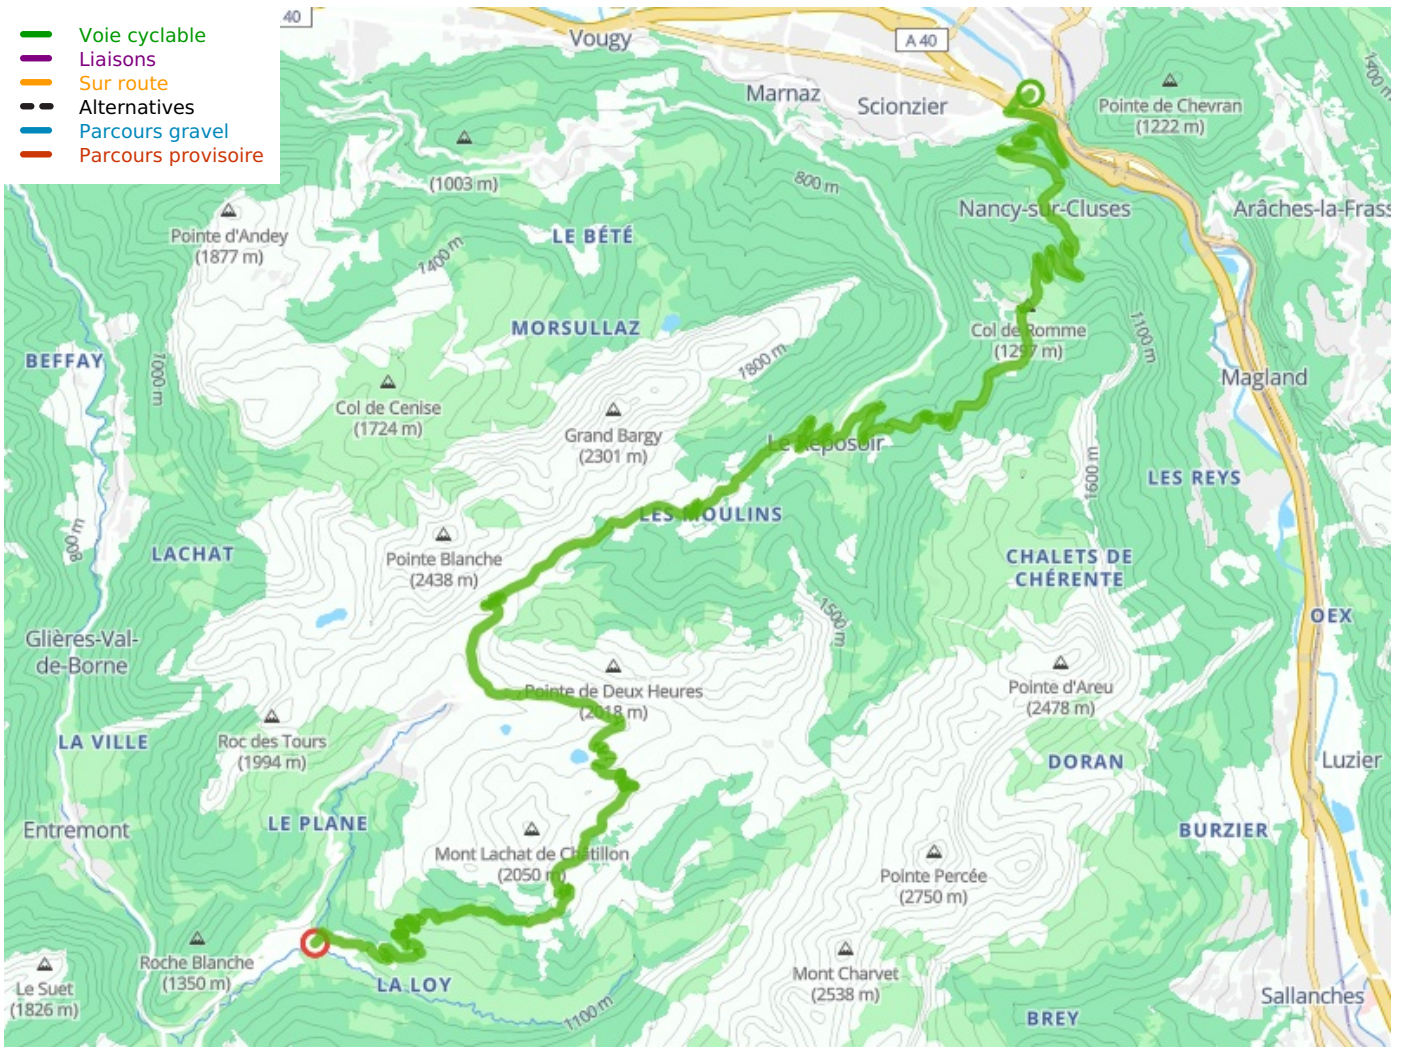 Voie cyclable
Liaisons
Sur route
Alternatives
Parcours gravel
Parcours provisoire
40
Vougy
A 40
Marnaz
Scionzier
Pointe de Chevran
(1222 m)
1400 m
(1003 m)
800 m
Nancy-sur-Cluses
Arâches-la-Frass
Pointe d'Andey
(1877 m)
LE BÉTÉ
1400 m
MORSULLAZ
Col de Romme
(1297 m)
1100 m
BEFFAY
1000 m
1800 m
Magland
Col de Cenise
(1724 m)
Grand Bargy
(2301 m)
Le Reposoir
1600 m
LES REYS
LES MOULINS
800 m
LACHAT
Pointe Blanche
(2438 m)
CHALETS DE
CHÉRENTE
1500 m
OEX
Glières-Val-
de-Borne
Pointe de Deux Heures
(2018 m)
Pointe d'Areu
(2478 m)
LA VILLE
Roc des Tours
(1994 m)
DORAN
Luzier
LE PLANE
Entremont
BURZIER
Mont Lachat de Châtillon
(2050 m)
Pointe Percée
(2750 m)
Roche Blanche
(1350 m)
LA LOY
Mont Charvet
(2538 m)
Le Suet
(1826 m)
1100 m
BREY
Sallanches